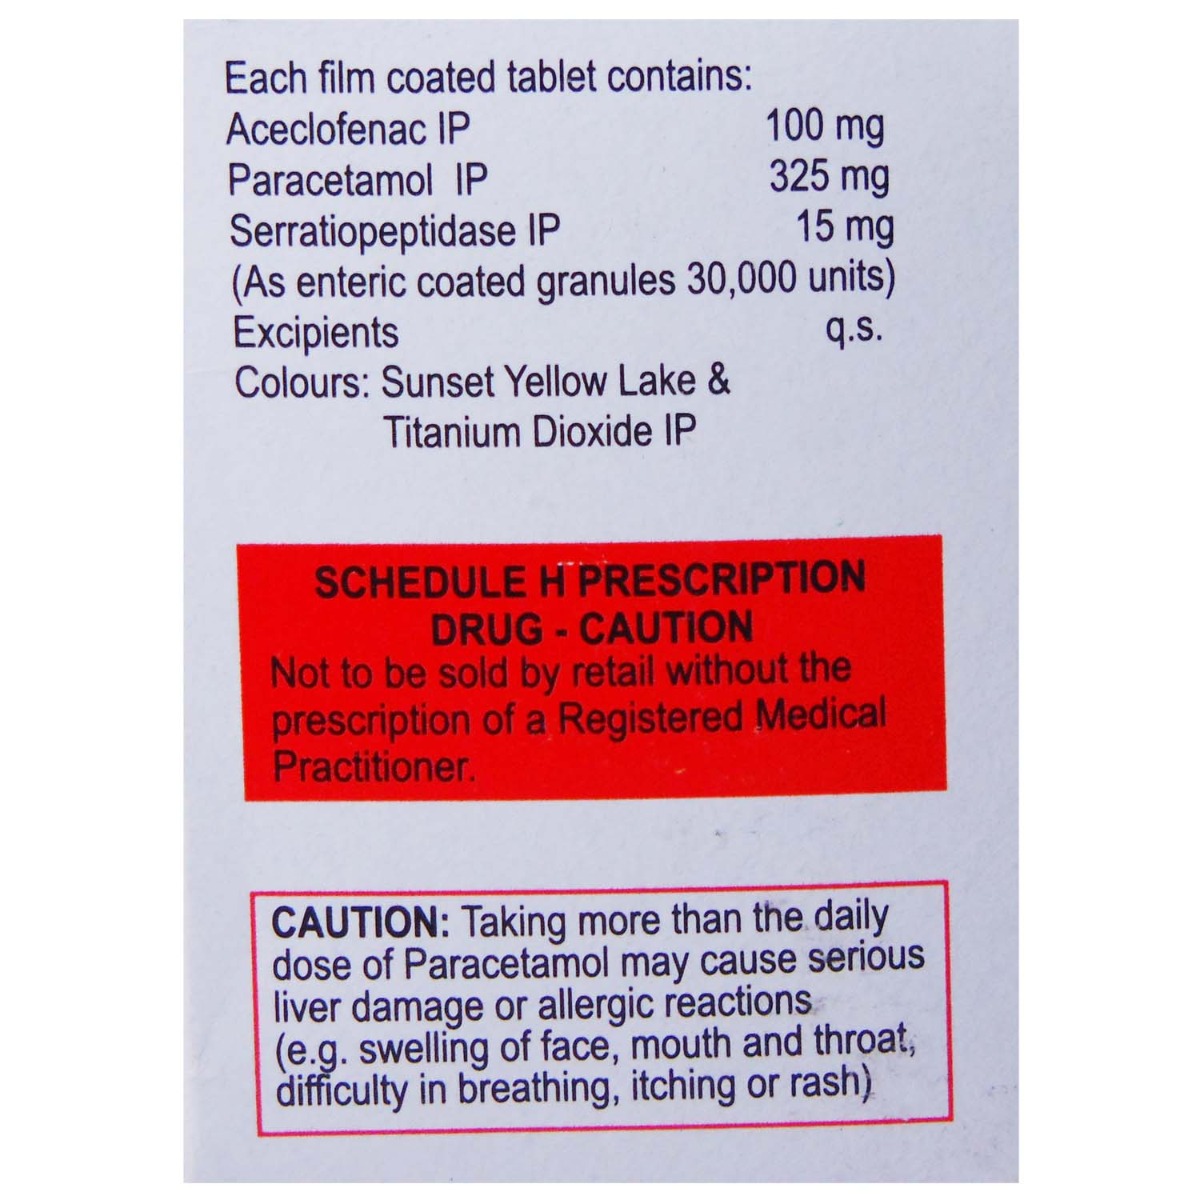 Each film coated tablet contains:
Aceclofenac IP 100 mg
Paracetamol IP 325 mg
Serratiopeptidase IP 15 mg
(As enteric coated granules 30,000 units)
Excipients q.s.
Colours: Sunset Yellow Lake &
Titanium Dioxide IP
SCHEDULE H PRESCRIPTION
DRUG - CAUTION
Not to be sold by retail without the
prescription of a Registered Medical
Practitioner.
CAUTION: Taking more than the daily
dose of Paracetamol may cause serious
liver damage or allergic reactions
(e.g. swelling of face, mouth and throat,
difficulty in breathing, itching or rash)